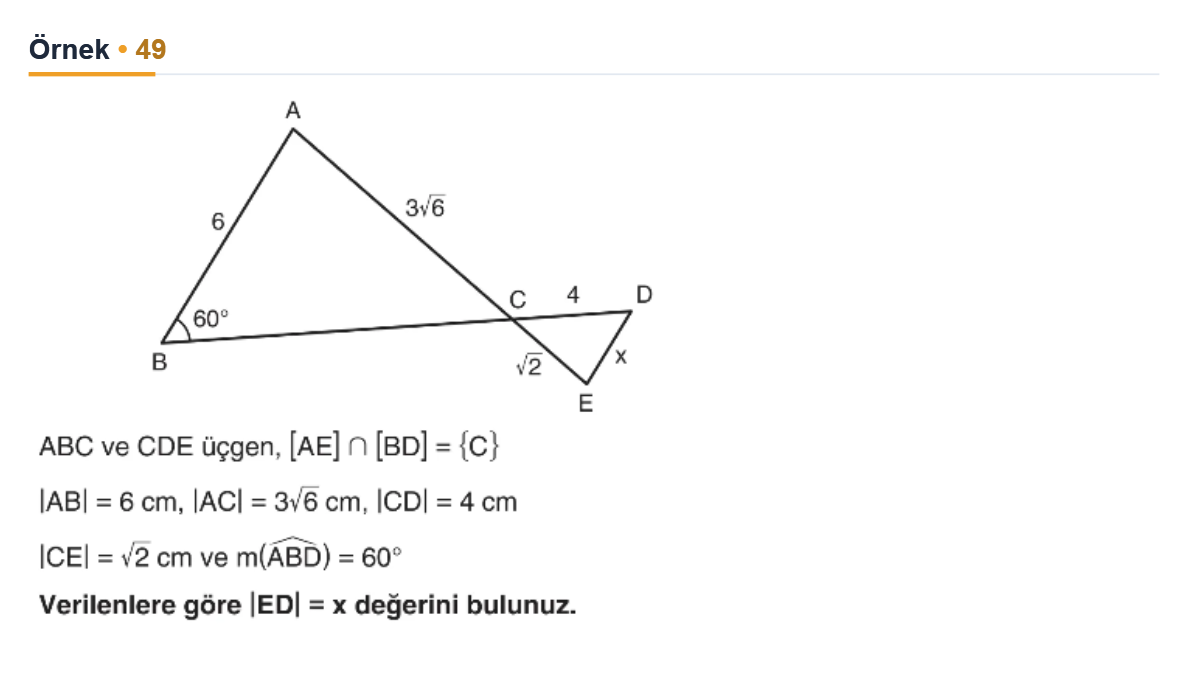 Örnek • 49
A
6
3√6
60°
C
4
D
B
√2
x
E
ABC ve CDE üçgen, [AE] ∩ [BD] = {C}
|AB| = 6 cm, |AC| = 3√6 cm, |CD| = 4 cm
|CE| = √2 cm ve m(ABD) = 60°
Verilenlere göre |ED| = x değerini bulunuz.